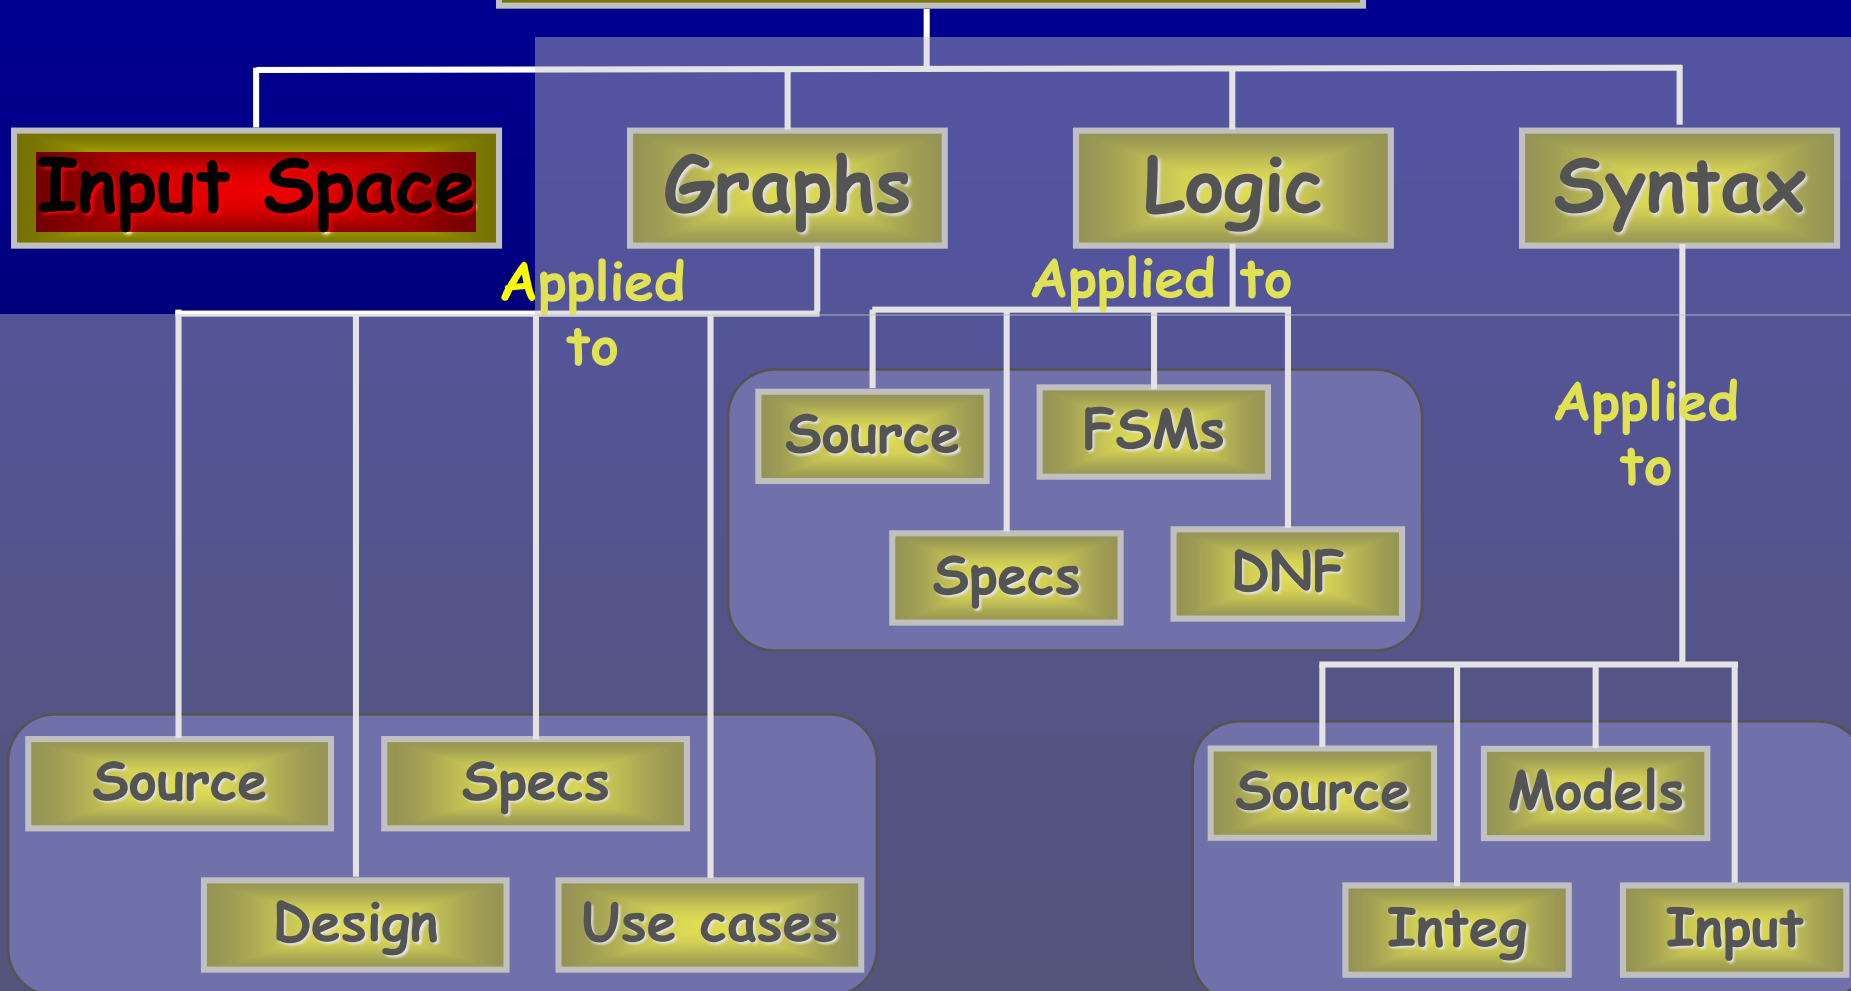 Input Space
Graphs
Logic
Syntax
Applied
to
Applied to
Applied
to
Source
FSMs
Specs
DNF
Source
Specs
Design
Use cases
Source
Models
Integ
Input